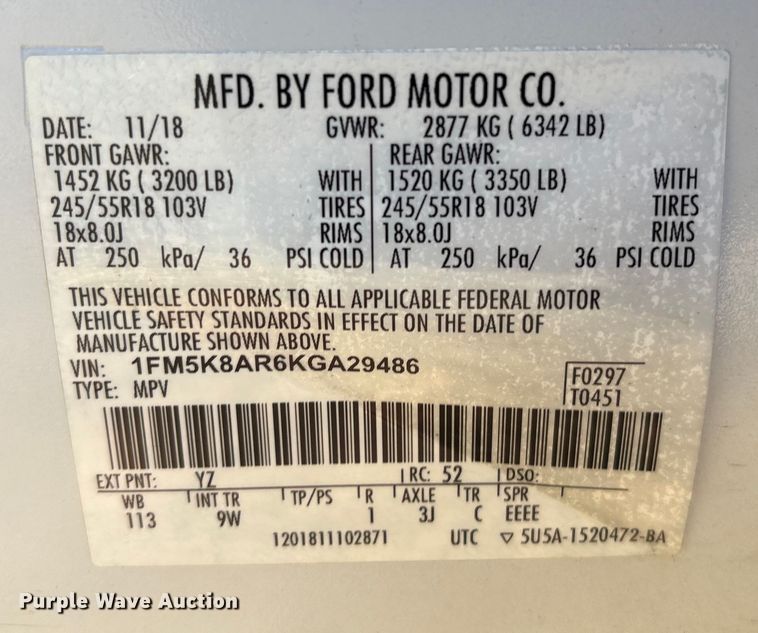 MFD. BY FORD MOTOR CO.
DATE: 11/18 GVWR: 2877 KG ( 6342 LB)
FRONT GAWR: REAR GAWR:
1452 KG ( 3200 LB) WITH 1520 KG ( 3350 LB) WITH
245/55R18 103V TIRES 245/55R18 103V TIRES
18x8.0J RIMS 18x8.0J RIMS
AT 250 kPa/ 36 PSI COLD AT 250 kPa/ 36 PSI COLD
THIS VEHICLE CONFORMS TO ALL APPLICABLE FEDERAL MOTOR
VEHICLE SAFETY STANDARDS IN EFFECT ON THE DATE OF
MANUFACTURE SHOWN ABOVE.
VIN: 1FM5K8AR6KGA29486
TYPE: MPV
F0297
T0451
EXT PNT: YZ RC: 52 DSO:
WB INT TR TP/PS R AXLE TR SPR
113 9W 1 3J C EEEE
1201811102871 UTC ▽ 5U5A-1520472-BA
Purple Wave Auction